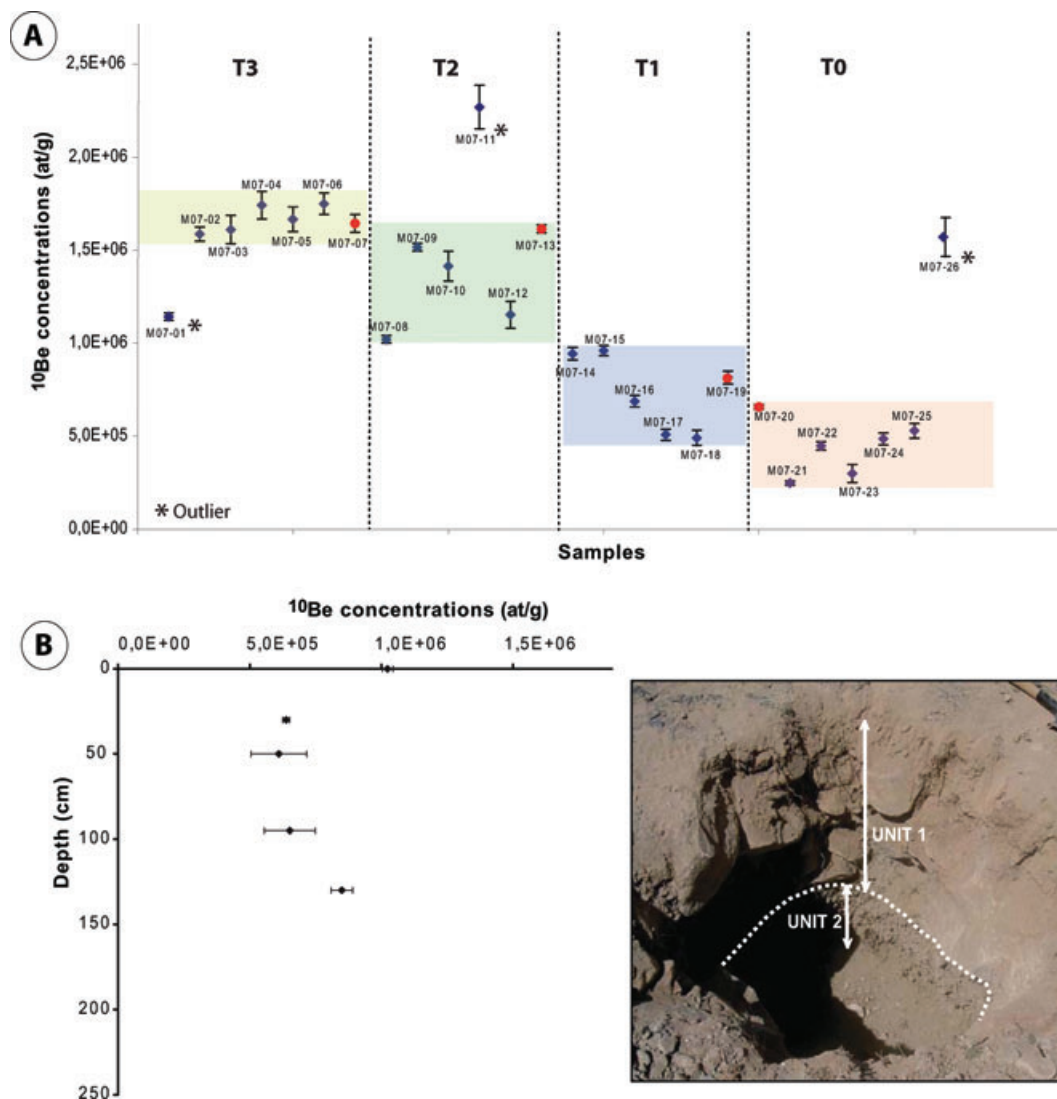 A
T3
T2
T1
T0
2,5E+06
2,0E+06
1,5E+06
1,0E+06
5,0E+05
0,0E+00
10Be concentrations (at/g)
M07-11 *
M07-04
M07-06
M07-02
M07-03
M07-05
M07-07
M07-01 *
M07-09
M07-13
M07-10
M07-12
M07-08
M07-15
M07-14
M07-16
M07-19
M07-17
M07-18
M07-26 *
M07-20
M07-25
M07-22
M07-24
M07-21
M07-23
* Outlier
Samples
B
10Be concentrations (at/g)
0,0E+00 5,0E+05 1,0E+06 1,5E+06
0
50
100
150
200
250
Depth (cm)
UNIT 1
UNIT 2